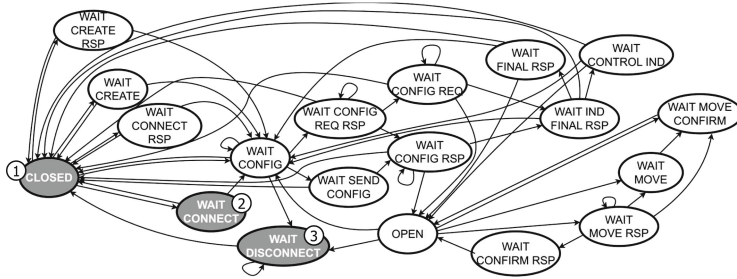 WAIT
CREATE
RSP
WAIT
FINAL RSP
WAIT
CONTROL IND
WAIT
CREATE
WAIT
CONFIG REQ
WAIT
CONNECT
RSP
WAIT CONFIG
REQ RSP
WAIT IND
FINAL RSP
WAIT MOVE
CONFIRM
WAIT
CONFIG
WAIT
CONFIG RSP
1
CLOSED
WAIT SEND
CONFIG
WAIT
MOVE
2
WAIT
CONNECT
3
WAIT
DISCONNECT
OPEN
WAIT
MOVE RSP
WAIT
CONFIRM RSP